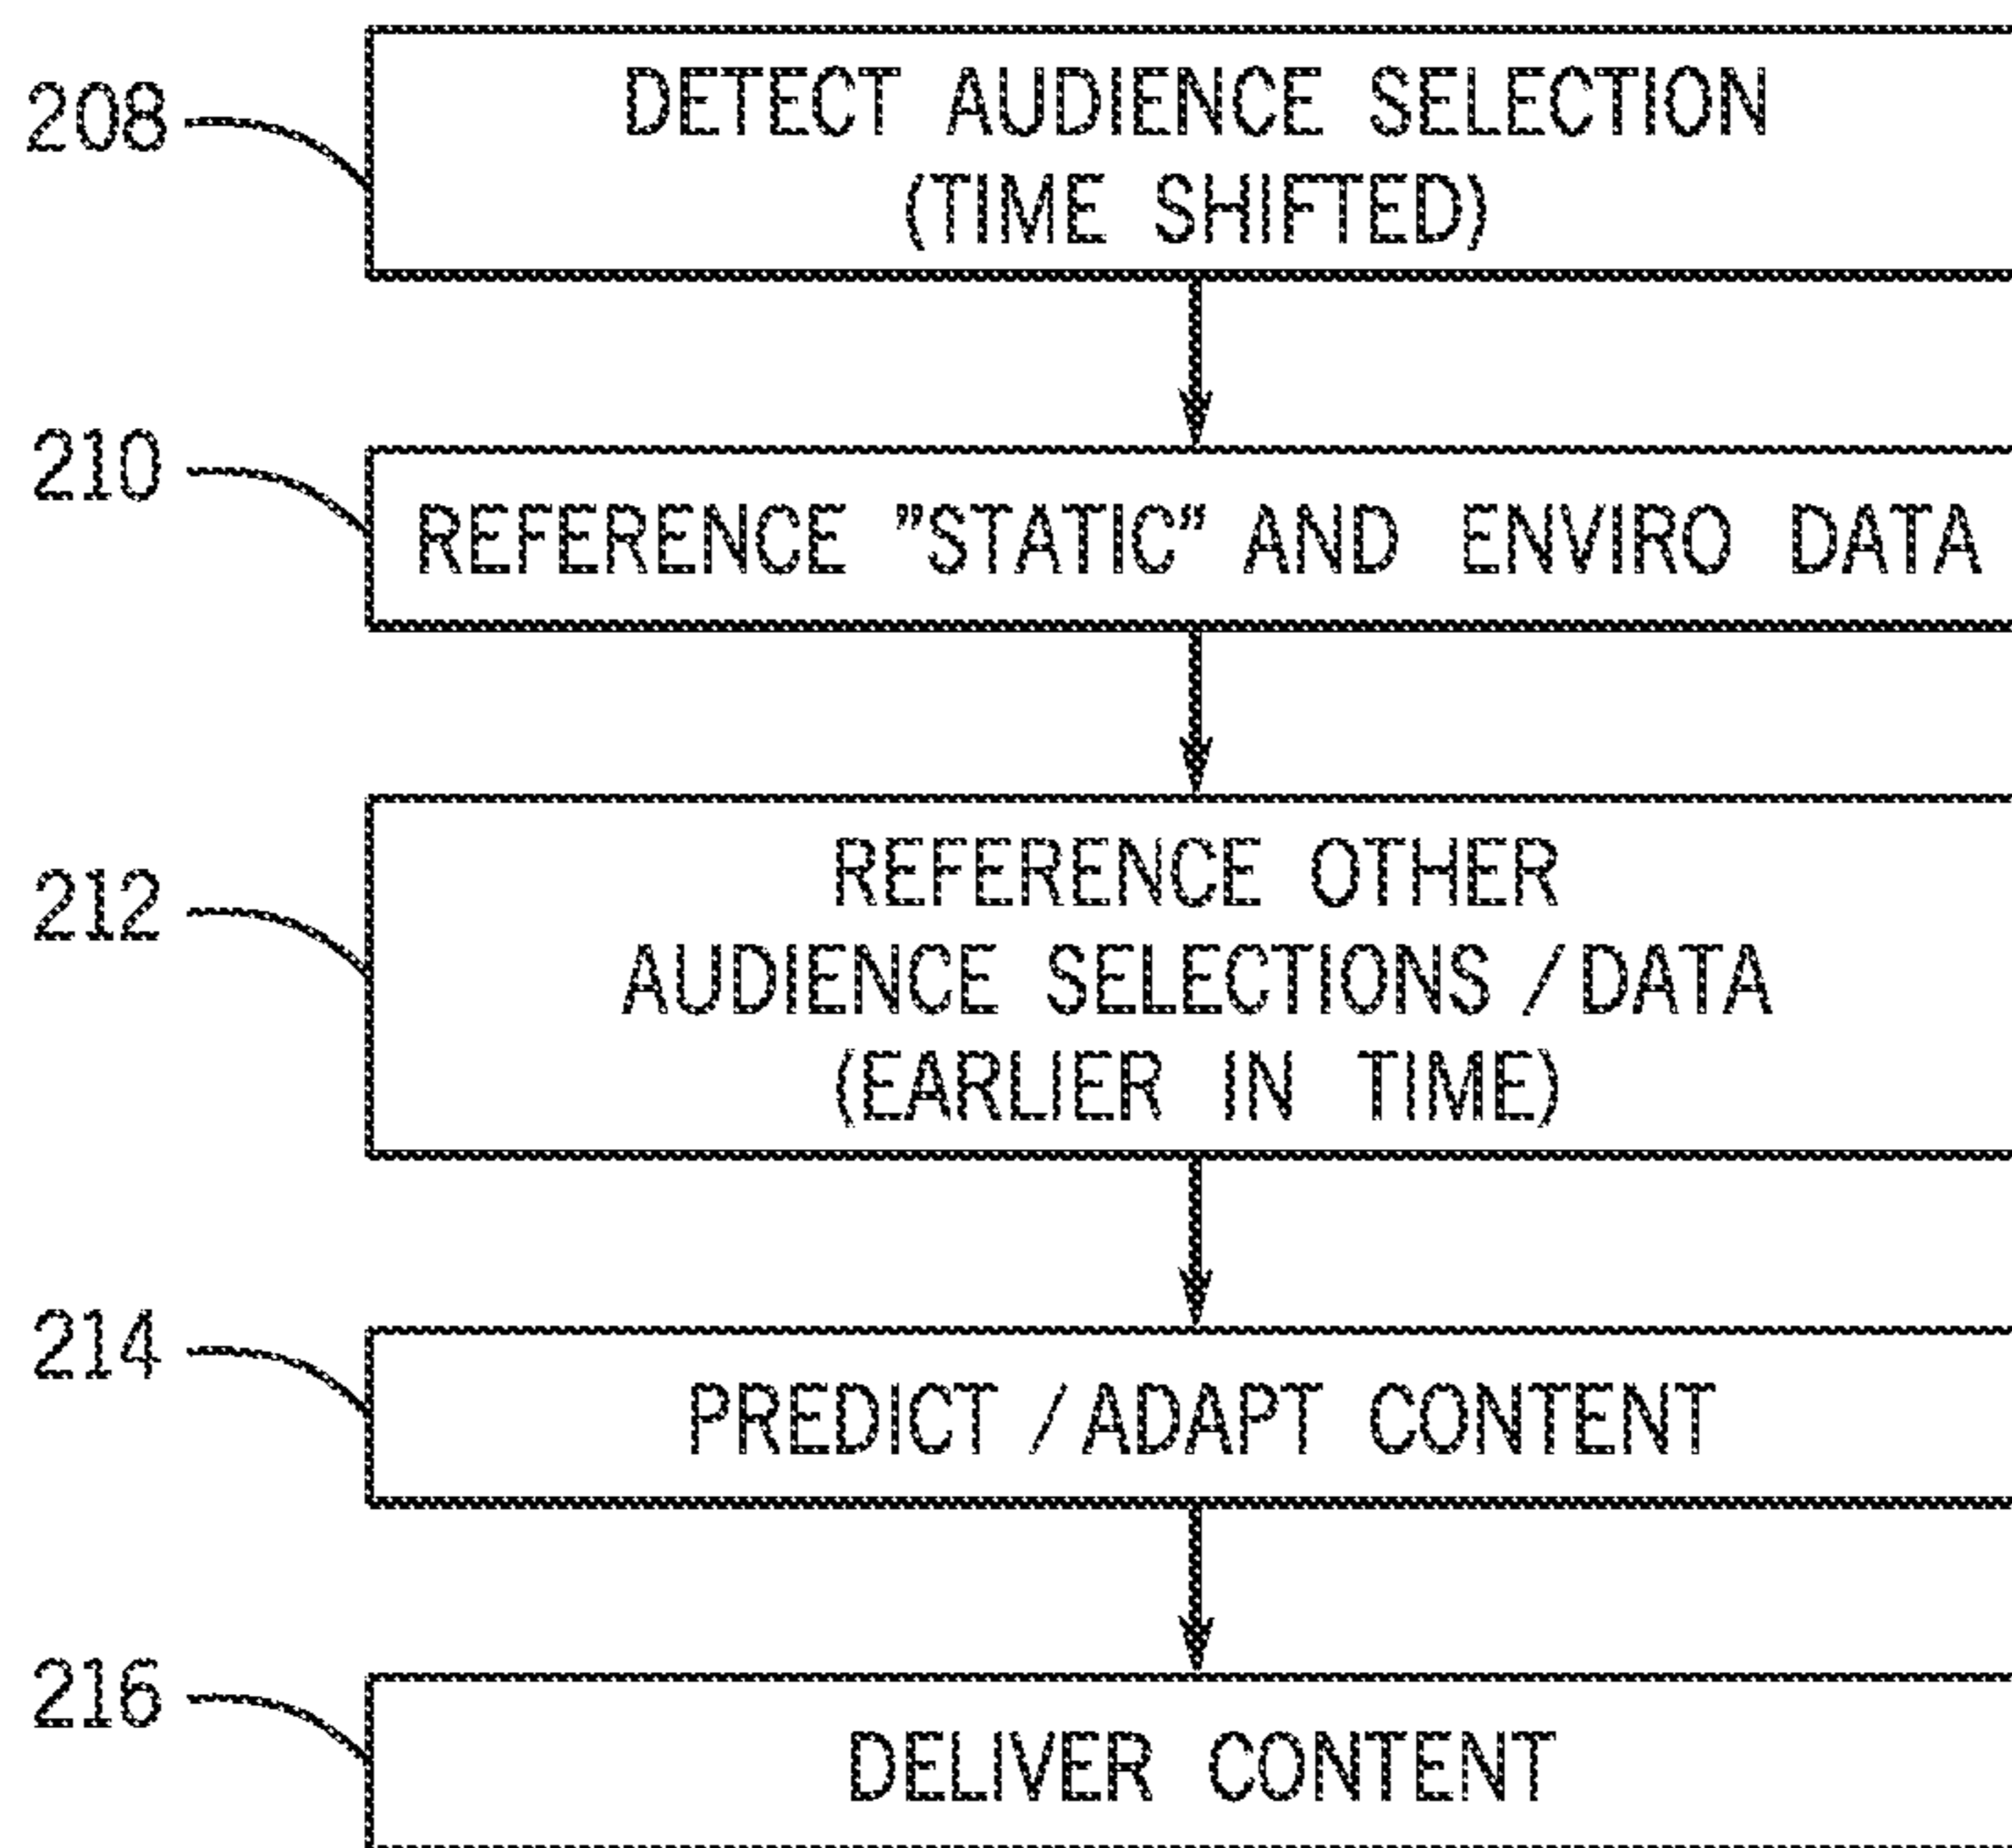 208
DETECT AUDIENCE SELECTION
(TIME SHIFTED)
210
REFERENCE "STATIC" AND ENVIRO DATA
212
REFERENCE OTHER
AUDIENCE SELECTIONS / DATA
(EARLIER IN TIME)
214
PREDICT / ADAPT CONTENT
216
DELIVER CONTENT